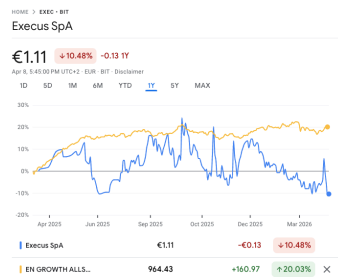 HOME > EXEC • BIT
Execus SpA
€1.11 ↓10.48% -0.13 1Y
Apr 8, 5:45:00 PM UTC+2 · EUR · BIT · Disclaimer
1D 5D 1M 6M YTD 1Y 5Y MAX
30%
20%
10%
0%
-10%
-20%
Apr 2025 Jun 2025 Sep 2025 Oct 2025 Dec 2025 Mar 2026
Execus SpA €1.11 -€0.13 ↓10.48%
EN GROWTH ALLS... 964.43 +160.97 ↑20.03%